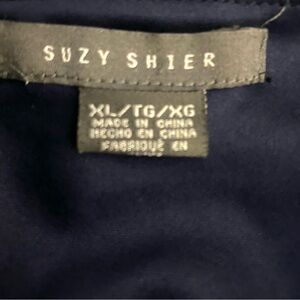 SUZY SHIER
XL/TG/XG
MADE IN CHINA
HECHO EN CHINA
FABRIQUÉ EN